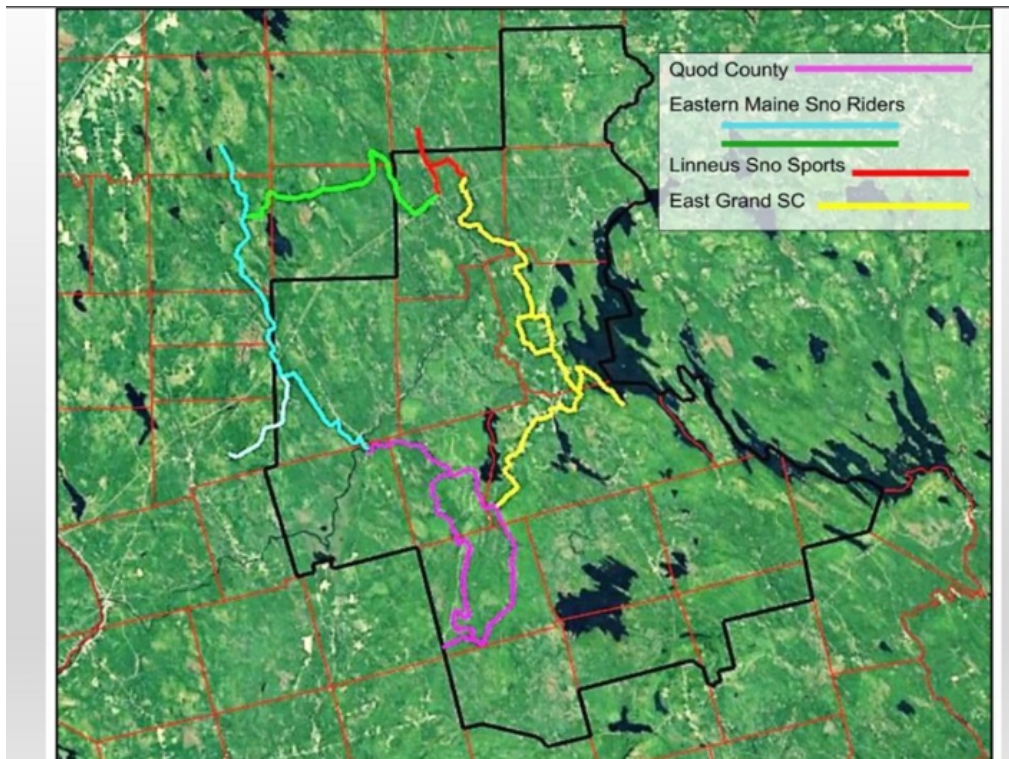 Quod County
Eastern Maine Sno Riders
Linneus Sno Sports
East Grand SC